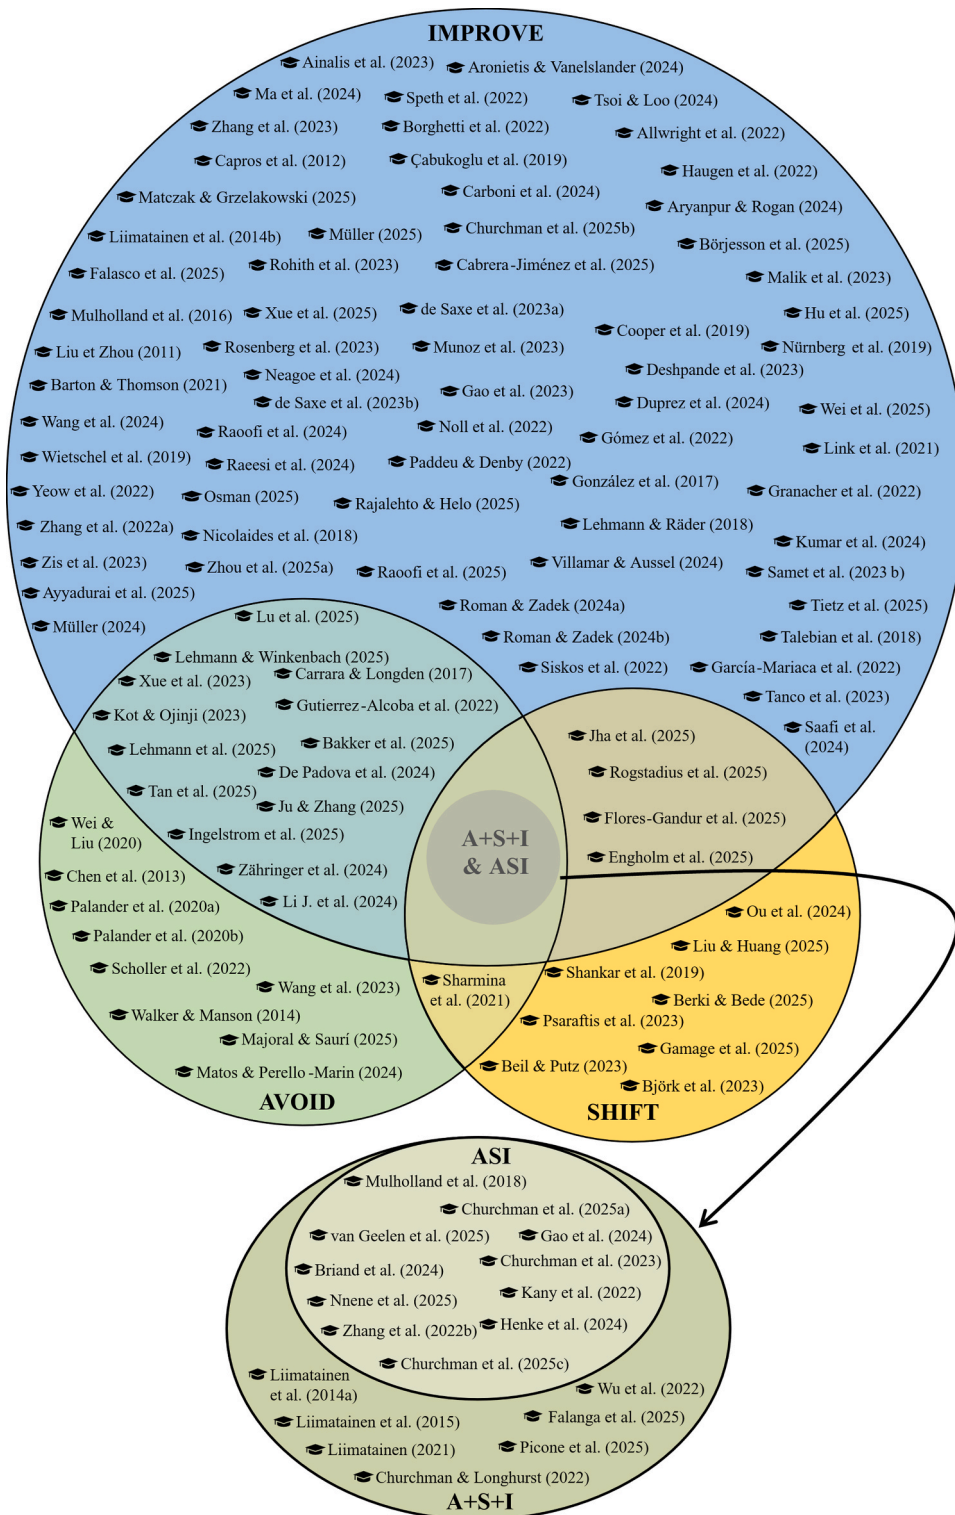 IMPROVE
Ainalis et al. (2023)
Aronietis & Vanelslander (2024)
Ma et al. (2024)
Speth et al. (2022)
Tsoi & Loo (2024)
Zhang et al. (2023)
Borghetti et al. (2022)
Allwright et al. (2022)
Capros et al. (2012)
Çabukoglu et al. (2019)
Haugen et al. (2022)
Matczak & Grzelakowski (2025)
Carboni et al. (2024)
Aryanpur & Rogan (2024)
Liimatainen et al. (2014b)
Müller (2025)
Churchman et al. (2025b)
Börjesson et al. (2025)
Falasco et al. (2025)
Rohith et al. (2023)
Cabrera-Jiménez et al. (2025)
Malik et al. (2023)
Mulholland et al. (2016)
Xue et al. (2025)
de Saxe et al. (2023a)
Hu et al. (2025)
Cooper et al. (2019)
Liu et Zhou (2011)
Rosenberg et al. (2023)
Munoz et al. (2023)
Nürnberg et al. (2019)
Deshpande et al. (2023)
Barton & Thomson (2021)
Neagoe et al. (2024)
Gao et al. (2023)
de Saxe et al. (2023b)
Duprez et al. (2024)
Wei et al. (2025)
Wang et al. (2024)
Raoofi et al. (2024)
Noll et al. (2022)
Gómez et al. (2022)
Link et al. (2021)
Wietschel et al. (2019)
Raeesi et al. (2024)
Paddeu & Denby (2022)
González et al. (2017)
Yeow et al. (2022)
Osman (2025)
Rajalehto & Helo (2025)
Granacher et al. (2022)
Zhang et al. (2022a)
Nicolaides et al. (2018)
Lehmann & Räder (2018)
Kumar et al. (2024)
Zis et al. (2023)
Zhou et al. (2025a)
Raoofi et al. (2025)
Villamar & Aussel (2024)
Samet et al. (2023 b)
Ayyadurai et al. (2025)
Roman & Zadek (2024a)
Tietz et al. (2025)
Müller (2024)
Lu et al. (2025)
Roman & Zadek (2024b)
Talebian et al. (2018)
Lehmann & Winkenbach (2025)
Siskos et al. (2022)
García-Mariaca et al. (2022)
Xue et al. (2023)
Carrara & Longden (2017)
Tanco et al. (2023)
Kot & Ojinji (2023)
Gutierrez-Alcoba et al. (2022)
Saafi et al.
(2024)
Lehmann et al. (2025)
Bakker et al. (2025)
Jha et al. (2025)
De Padova et al. (2024)
Rogstadius et al. (2025)
Tan et al. (2025)
Ju & Zhang (2025)
Wei &
Liu (2020)
Ingelstrom et al. (2025)
A+S+I
& ASI
Flores-Gandur et al. (2025)
Chen et al. (2013)
Zähringer et al. (2024)
Engholm et al. (2025)
Palander et al. (2020a)
Li J. et al. (2024)
Ou et al. (2024)
Palander et al. (2020b)
Liu & Huang (2025)
Scholler et al. (2022)
Sharmina
et al. (2021)
Shankar et al. (2019)
Wang et al. (2023)
Berki & Bede (2025)
Walker & Manson (2014)
Psaraftis et al. (2023)
Majoral & Saurí (2025)
Gamage et al. (2025)
Matos & Perello -Marin (2024)
Beil & Putz (2023)
Björk et al. (2023)
AVOID
SHIFT
ASI
Mulholland et al. (2018)
Churchman et al. (2025a)
van Geelen et al. (2025)
Gao et al. (2024)
Briand et al. (2024)
Churchman et al. (2023)
Nnene et al. (2025)
Kany et al. (2022)
Zhang et al. (2022b)
Henke et al. (2024)
Churchman et al. (2025c)
Liimatainen
et al. (2014a)
Wu et al. (2022)
Liimatainen et al. (2015)
Falanga et al. (2025)
Liimatainen (2021)
Picone et al. (2025)
Churchman & Longhurst (2022)
A+S+I